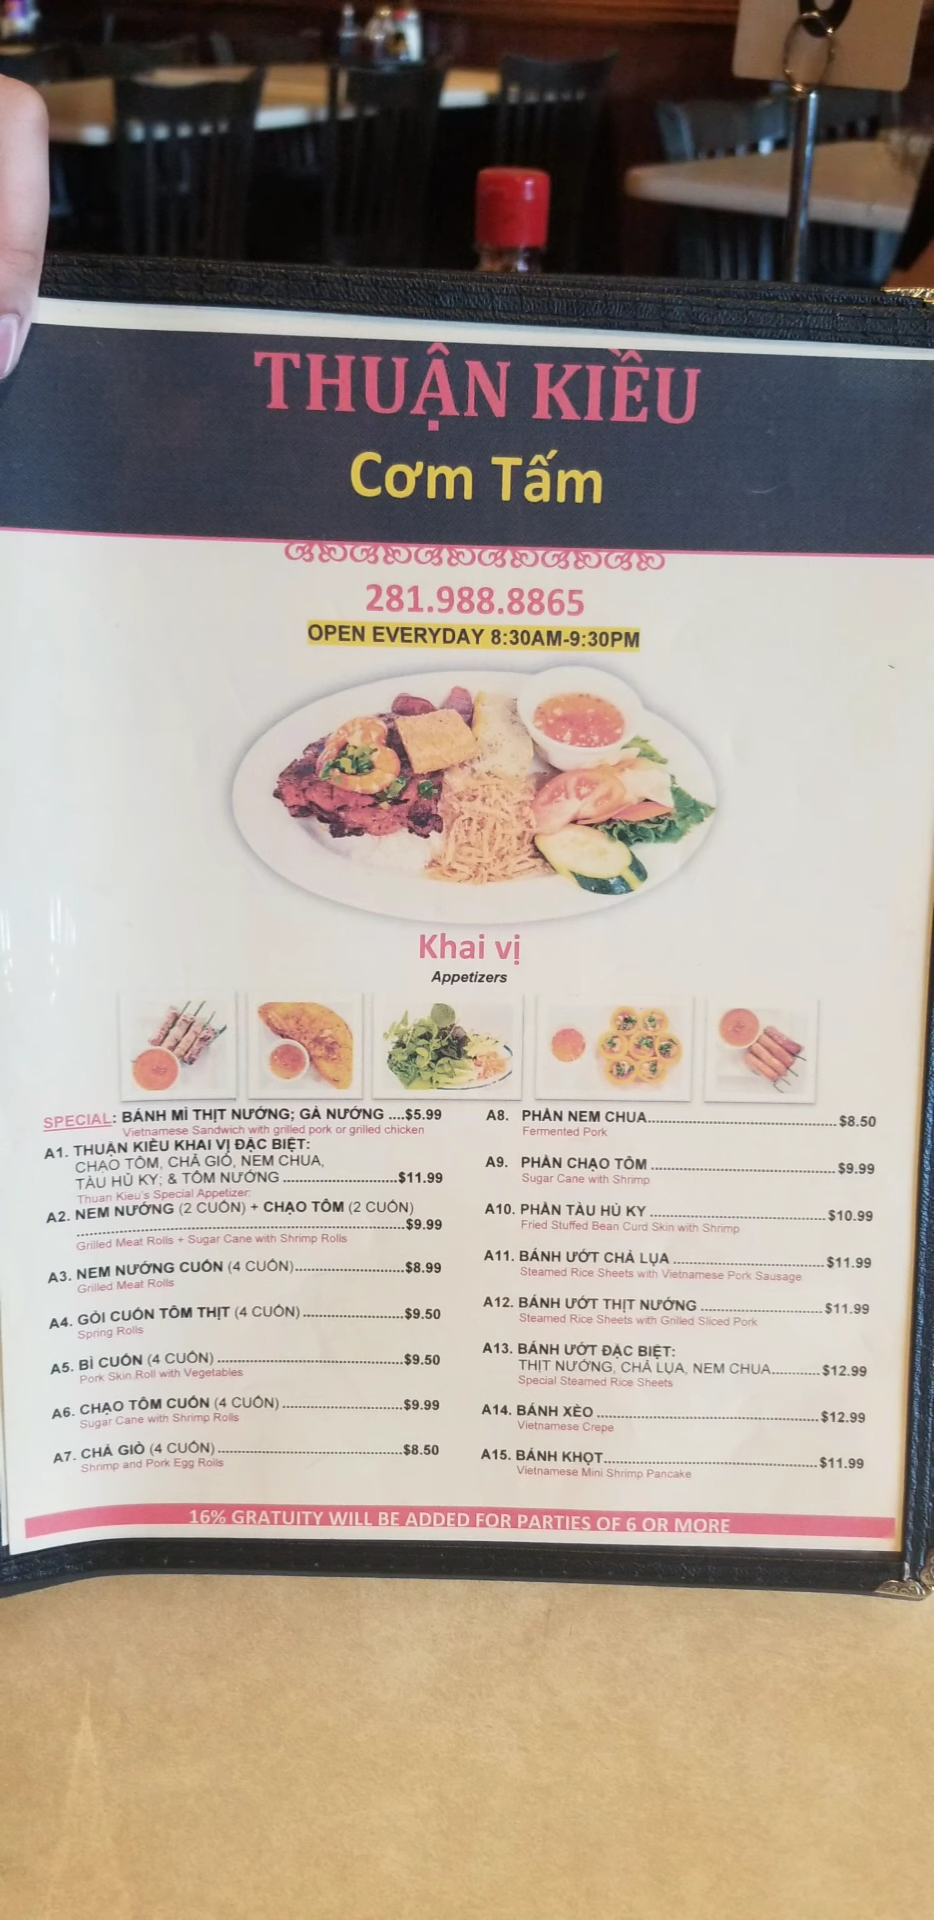 THUẬN KIỀU
Cơm Tấm
281.988.8865
OPEN EVERYDAY 8:30AM-9:30PM
Khai vị
Appetizers
SPECIAL: BÁNH MÌ THỊT NƯỚNG; GÀ NƯỚNG ....$5.99
Vietnamese Sandwich with grilled pork or grilled chicken
A1. THUẬN KIỀU KHAI VỊ ĐẶC BIỆT:
CHẠO TÔM, CHẢ GIÒ, NEM CHUA,
TÀU HỦ KY; & TÔM NƯỚNG ..............................$11.99
Thuan Kieu's Special Appetizer:
A2. NEM NƯỚNG (2 CUỐN) + CHẠO TÔM (2 CUỐN)
....................................................................................$9.99
Grilled Meat Rolls + Sugar Cane with Shrimp Rolls
A3. NEM NƯỚNG CUỐN (4 CUỐN)............................$8.99
Grilled Meat Rolls
A4. GỎI CUỐN TÔM THỊT (4 CUỐN)..........................$9.50
Spring Rolls
A5. BÌ CUỐN (4 CUỐN)................................................$9.50
Pork Skin Roll with Vegetables
A6. CHẠO TÔM CUỐN (4 CUỐN)...............................$9.99
Sugar Cane with Shrimp Rolls
A7. CHẢ GIÒ (4 CUỐN)................................................$8.50
Shrimp and Pork Egg Rolls
A8. PHẦN NEM CHUA..................................................$8.50
Fermented Pork
A9. PHẦN CHẠO TÔM .................................................$9.99
Sugar Cane with Shrimp
A10. PHẦN TÀU HỦ KY ...............................................$10.99
Fried Stuffed Bean Curd Skin with Shrimp
A11. BÁNH ƯỚT CHẢ LỤA .........................................$11.99
Steamed Rice Sheets with Vietnamese Pork Sausage
A12. BÁNH ƯỚT THỊT NƯỚNG .................................$11.99
Steamed Rice Sheets with Grilled Sliced Pork
A13. BÁNH ƯỚT ĐẶC BIỆT:
THỊT NƯỚNG, CHẢ LỤA, NEM CHUA.............$12.99
Special Steamed Rice Sheets
A14. BÁNH XÈO ............................................................$12.99
Vietnamese Crepe
A15. BÁNH KHỌT..........................................................$11.99
Vietnamese Mini Shrimp Pancake
16% GRATUITY WILL BE ADDED FOR PARTIES OF 6 OR MORE